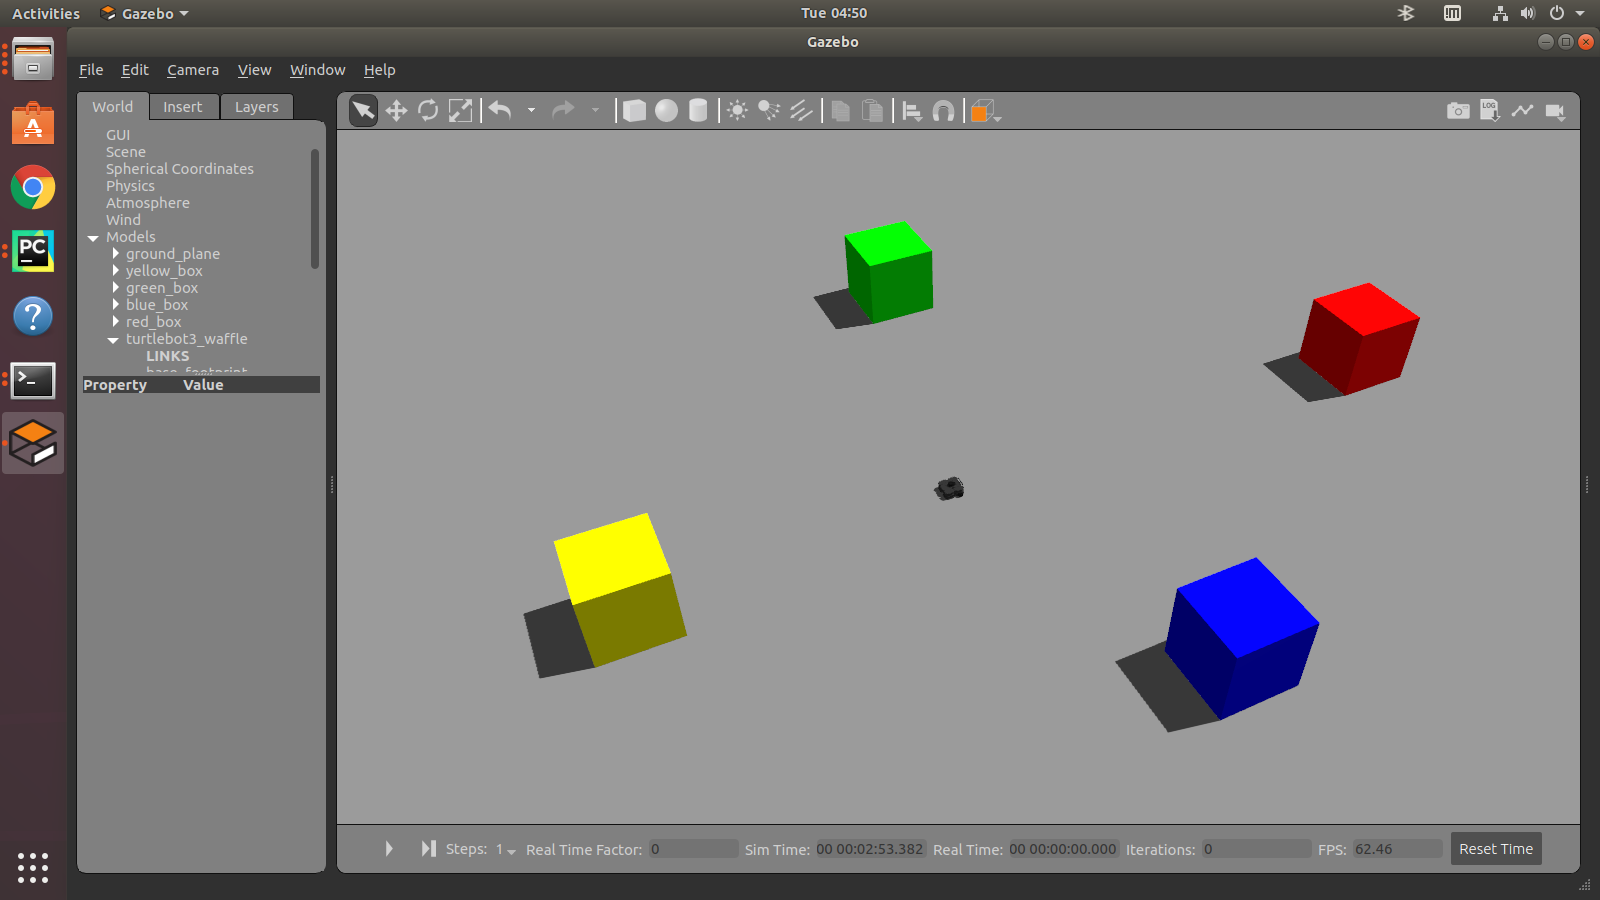 Activities Gazebo Tue 04:50
Gazebo
File Edit Camera View Window Help
World Insert Layers
LOG
GUI
Scene
Spherical Coordinates
Physics
Atmosphere
Wind
Models
ground_plane
yellow_box
green_box
blue_box
red_box
turtlebot3_waffle
LINKS
base_footprint
Property Value
PC
Steps: 1 Real Time Factor: 0 Sim Time: 00 00:02:53.382 Real Time: 00 00:00:00.000 Iterations: 0 FPS: 62.46 Reset Time